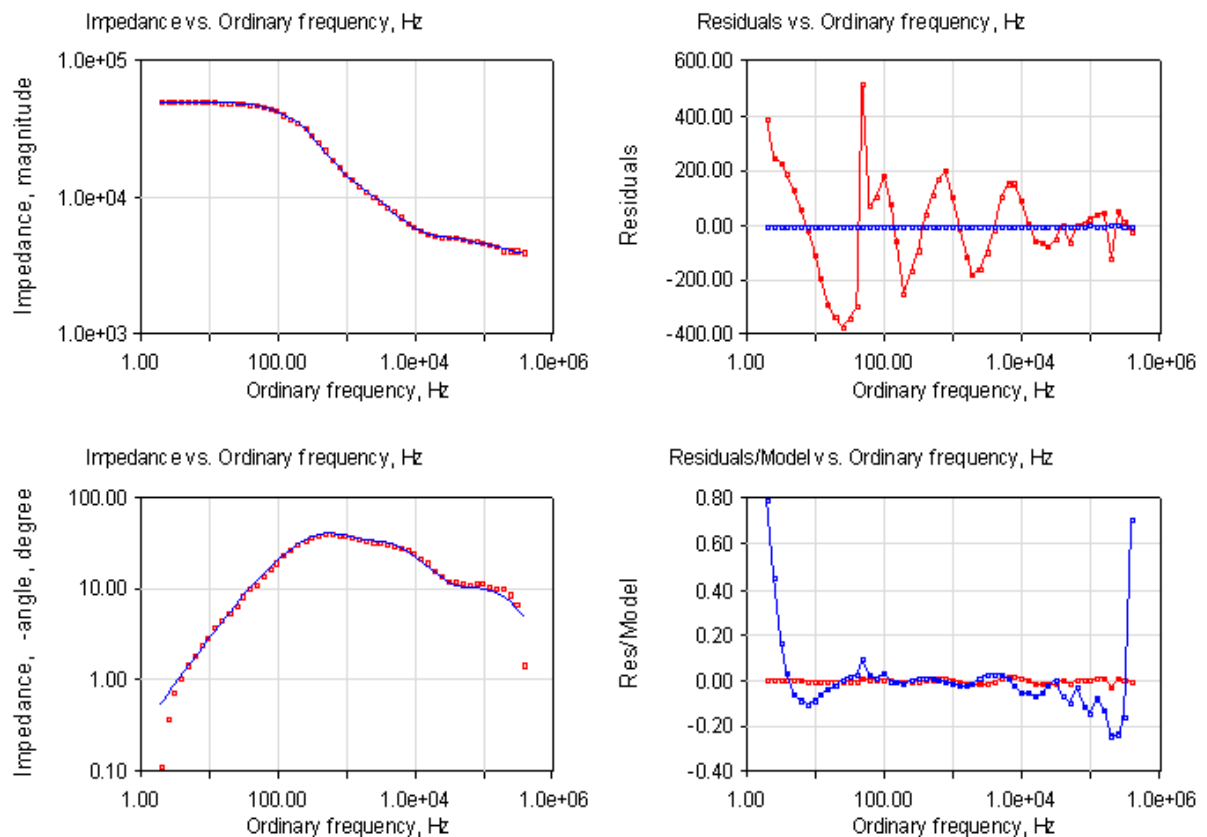 Impedance vs. Ordinary frequency, Hz
Impedance, magnitude
1.0e+05
1.0e+04
1.0e+03
1.00
100.00
1.0e+04
1.0e+06
Ordinary frequency, Hz
Residuals vs. Ordinary frequency, Hz
Residuals
600.00
400.00
200.00
0.00
-200.00
-400.00
1.00
100.00
1.0e+04
1.0e+06
Ordinary frequency, Hz
Impedance vs. Ordinary frequency, Hz
Impedance, -angle, degree
100.00
10.00
1.00
0.10
1.00
100.00
1.0e+04
1.0e+06
Ordinary frequency, Hz
Residuals/Model vs. Ordinary frequency, Hz
Res/Model
0.80
0.60
0.40
0.20
0.00
-0.20
-0.40
1.00
100.00
1.0e+04
1.0e+06
Ordinary frequency, Hz